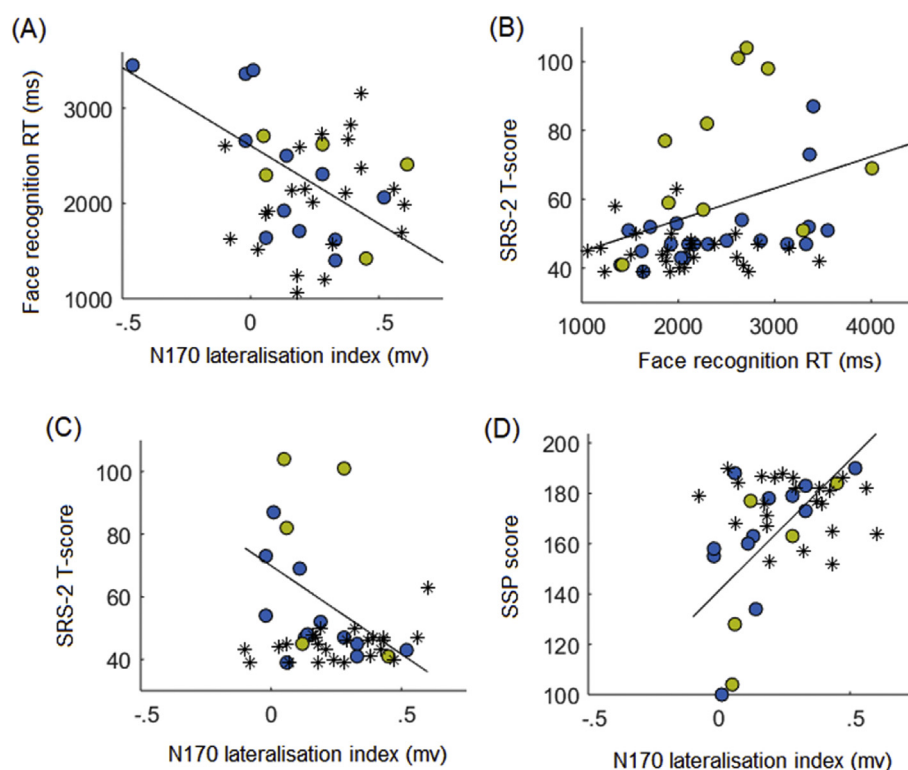 (A)
Face recognition RT (ms)
3000
2000
1000
-.5 0 .5
N170 lateralisation index (mv)
(B)
SRS-2 T-score
100
80
60
40
1000 2000 3000 4000
Face recognition RT (ms)
(C)
SRS-2 T-score
100
80
60
40
-.5 0 .5
N170 lateralisation index (mv)
(D)
SSP score
200
180
160
140
120
100
-.5 0 .5
N170 lateralisation index (mv)